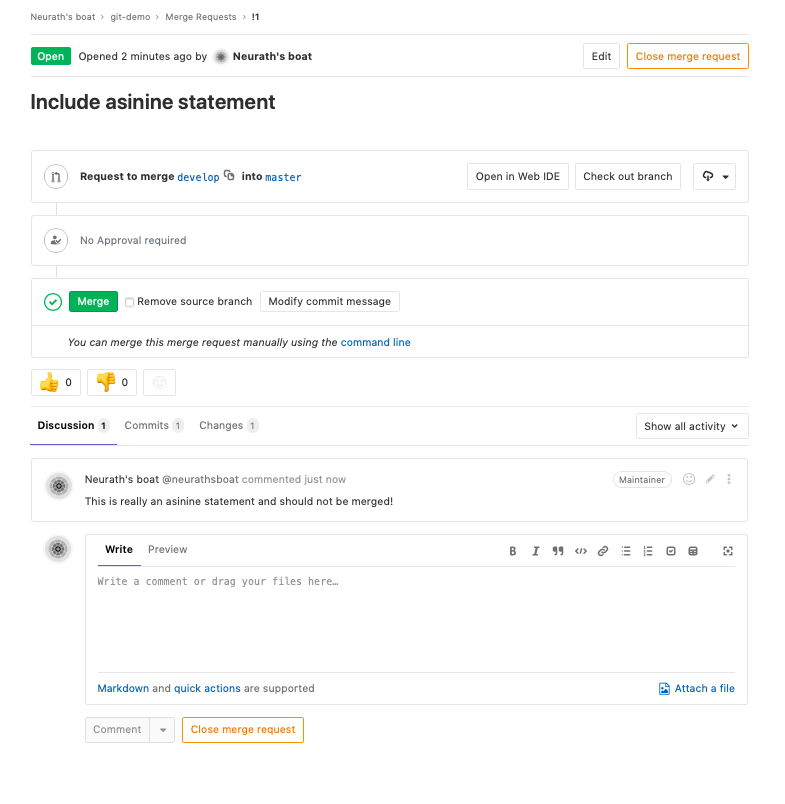 Neurath's boat › git-demo › Merge Requests › !1
Open Opened 2 minutes ago by Neurath's boat Edit Close merge request
Include asinine statement
Request to merge develop into master Open in Web IDE Check out branch
No Approval required
Merge Remove source branch Modify commit message
You can merge this merge request manually using the command line
0 0
Discussion 1 Commits 1 Changes 1 Show all activity
Neurath's boat @neurathsboat commented just now Maintainer
This is really an asinine statement and should not be merged!
Write Preview
Write a comment or drag your files here…
Markdown and quick actions are supported Attach a file
Comment Close merge request